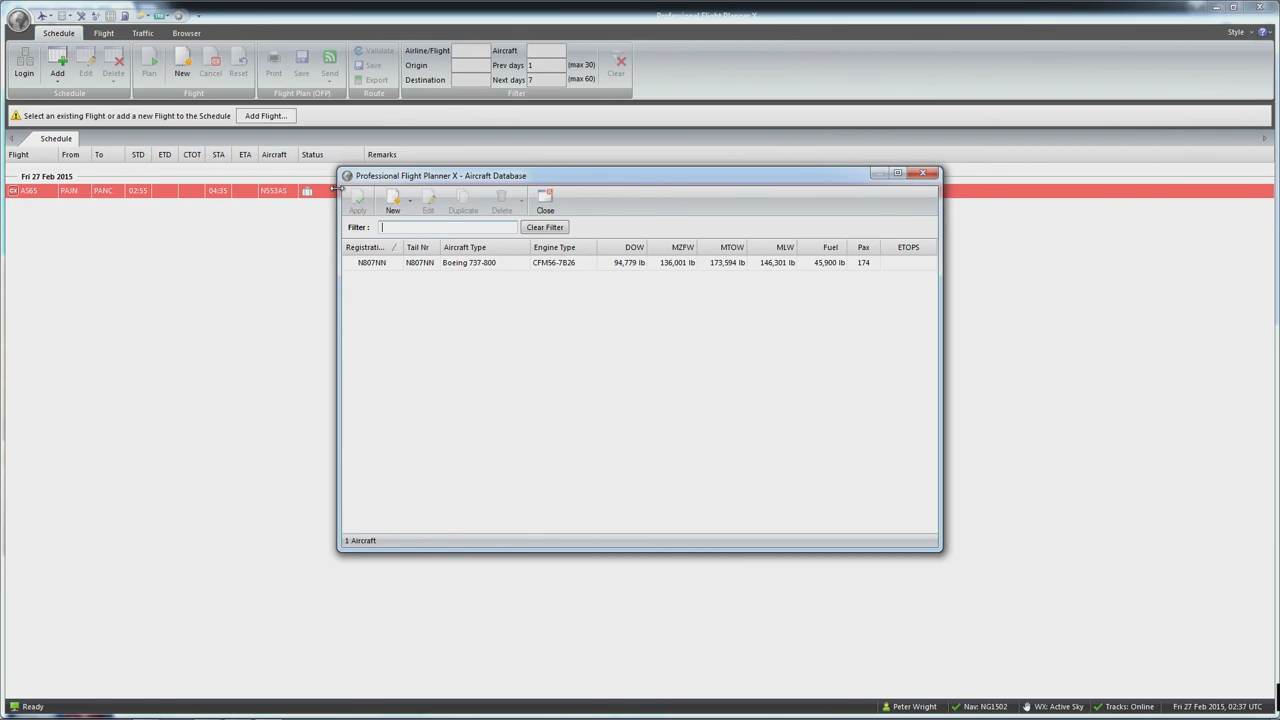 Professional Flight Planner X
Schedule Flight Traffic Browser Style
Login Add Edit Delete Plan New Cancel Reset Print Save Send
Validate
Save
Export
Airline/Flight Aircraft
Origin Prev days 1 (max 30)
Destination Next days 7 (max 60)
Clear
Schedule Flight Flight Plan (OFP) Route Filter
Select an existing Flight or add a new Flight to the Schedule Add Flight...
Schedule
Flight From To STD ETD CTOT STA ETA Aircraft Status Remarks
Fri 27 Feb 2015
CX AS65 PAJN PANC 02:55 04:35 N553AS
Professional Flight Planner X - Aircraft Database
Apply New Edit Duplicate Delete Close
Filter : Clear Filter
Registrati... Tail Nr Aircraft Type Engine Type DOW MZFW MTOW MLW Fuel Pax ETOPS
N807NN N807NN Boeing 737-800 CFM56-7B26 94,779 lb 136,001 lb 173,594 lb 146,301 lb 45,900 lb 174
1 Aircraft
Ready Peter Wright Nav: NG1502 WX: Active Sky Tracks: Online Fri 27 Feb 2015, 02:37 UTC